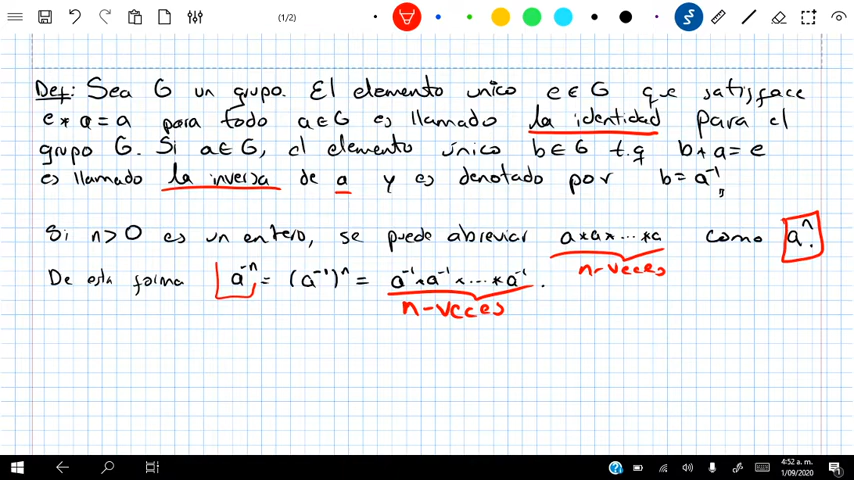 (1/2)
Def: Sea G un grupo. El elemento unico e ∈ G que satisface
e * a = a para todo a ∈ G es llamado la identidad para el
grupo G. Si a ∈ G, el elemento único b ∈ G t.q b * a = e
es llamado la inversa de a y es denotado por b = a⁻¹,
Si n > 0 es un entero, se puede abreviar a * a * ... * a como aⁿ.
n-veces
De esta forma a⁻ⁿ = (a⁻¹)ⁿ = a⁻¹ * a⁻¹ * ... * a⁻¹.
n-veces
4:52 a. m.
1/09/2020